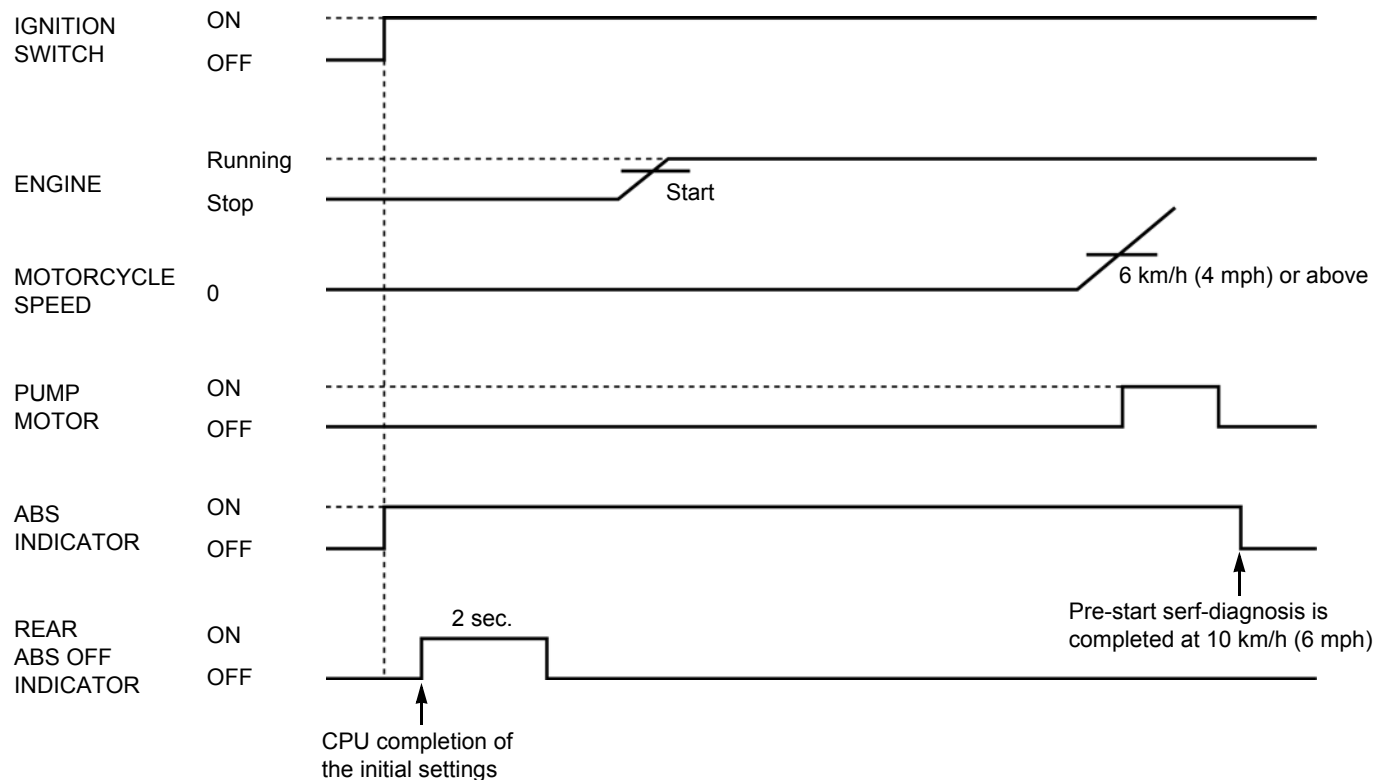 IGNITION
SWITCH
ON
OFF
ENGINE
Running
Stop
Start
MOTORCYCLE
SPEED
0
6 km/h (4 mph) or above
PUMP
MOTOR
ON
OFF
ABS
INDICATOR
ON
OFF
Pre-start serf-diagnosis is
completed at 10 km/h (6 mph)
REAR
ABS OFF
INDICATOR
ON
OFF
2 sec.
CPU completion of
the initial settings